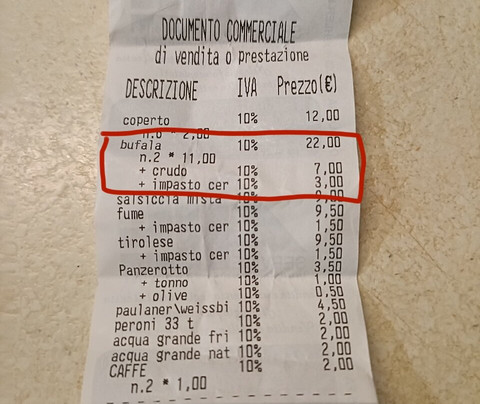 DOCUMENTO COMMERCIALE
di vendita o prestazione
DESCRIZIONE IVA Prezzo(€)
coperto 10% 12,00
n.6 * 2,00
bufala 10% 22,00
n.2 * 11,00
+ crudo 10% 7,00
+ impasto cer 10% 3,00
salsiccia mista 10% 9,00
fume 10% 9,50
+ impasto cer 10% 1,50
tirolese 10% 9,50
+ impasto cer 10% 1,50
Panzerotto 10% 3,50
+ tonno 10% 1,00
+ olive 10% 0,50
paulaner\weissbi 10% 4,50
peroni 33 t 10% 2,00
acqua grande fri 10% 2,00
acqua grande nat 10% 2,00
CAFFE 10% 2,00
n.2 * 1,00